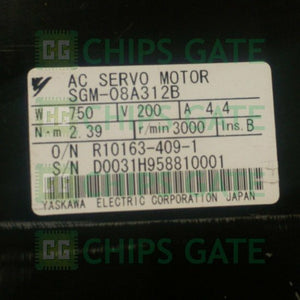 CHIPS GATE
AC SERVO MOTOR
SGM-08A312B
W 750 V 200 A 4.4
N·m 2.39 r/min 3000 Ins. B
O/N R10163-409-1
S/N D0031H958810001
YASKAWA ELECTRIC CORPORATION JAPAN
CHIPS GATE